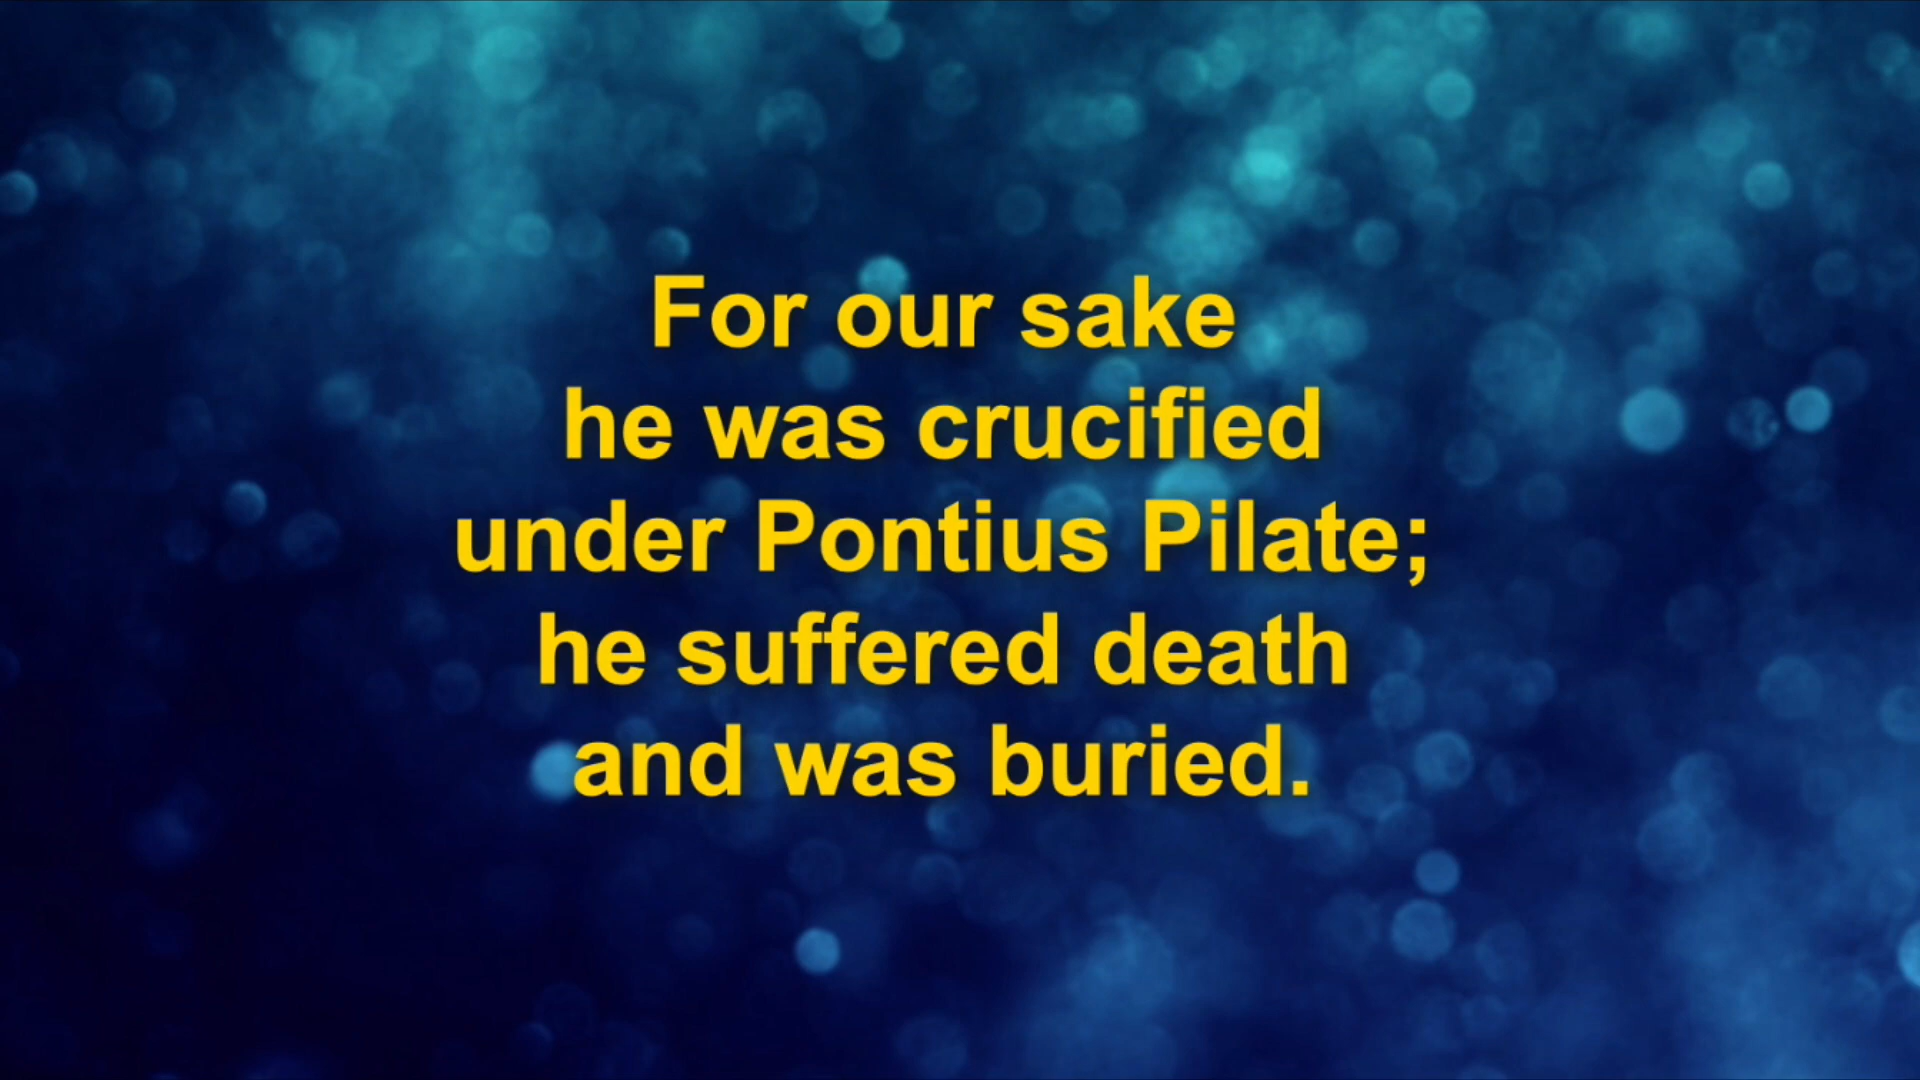 For our sake
he was crucified
under Pontius Pilate;
he suffered death
and was buried.